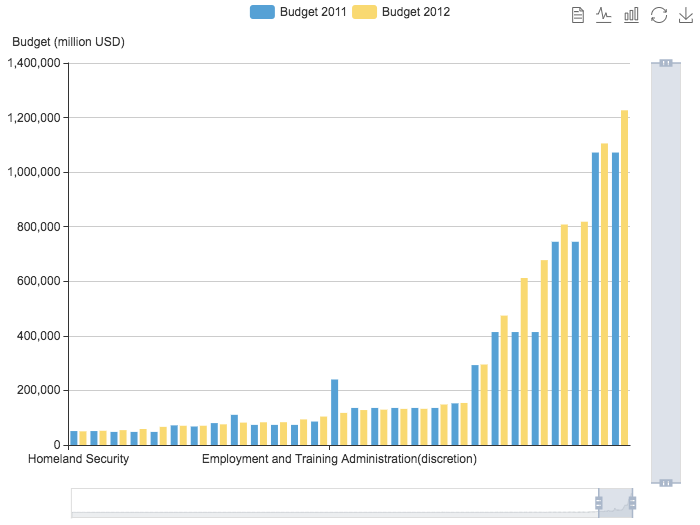 Budget 2011 Budget 2012
Budget (million USD)
1,400,000
1,200,000
1,000,000
800,000
600,000
400,000
200,000
0
Homeland Security Employment and Training Administration(discretion)